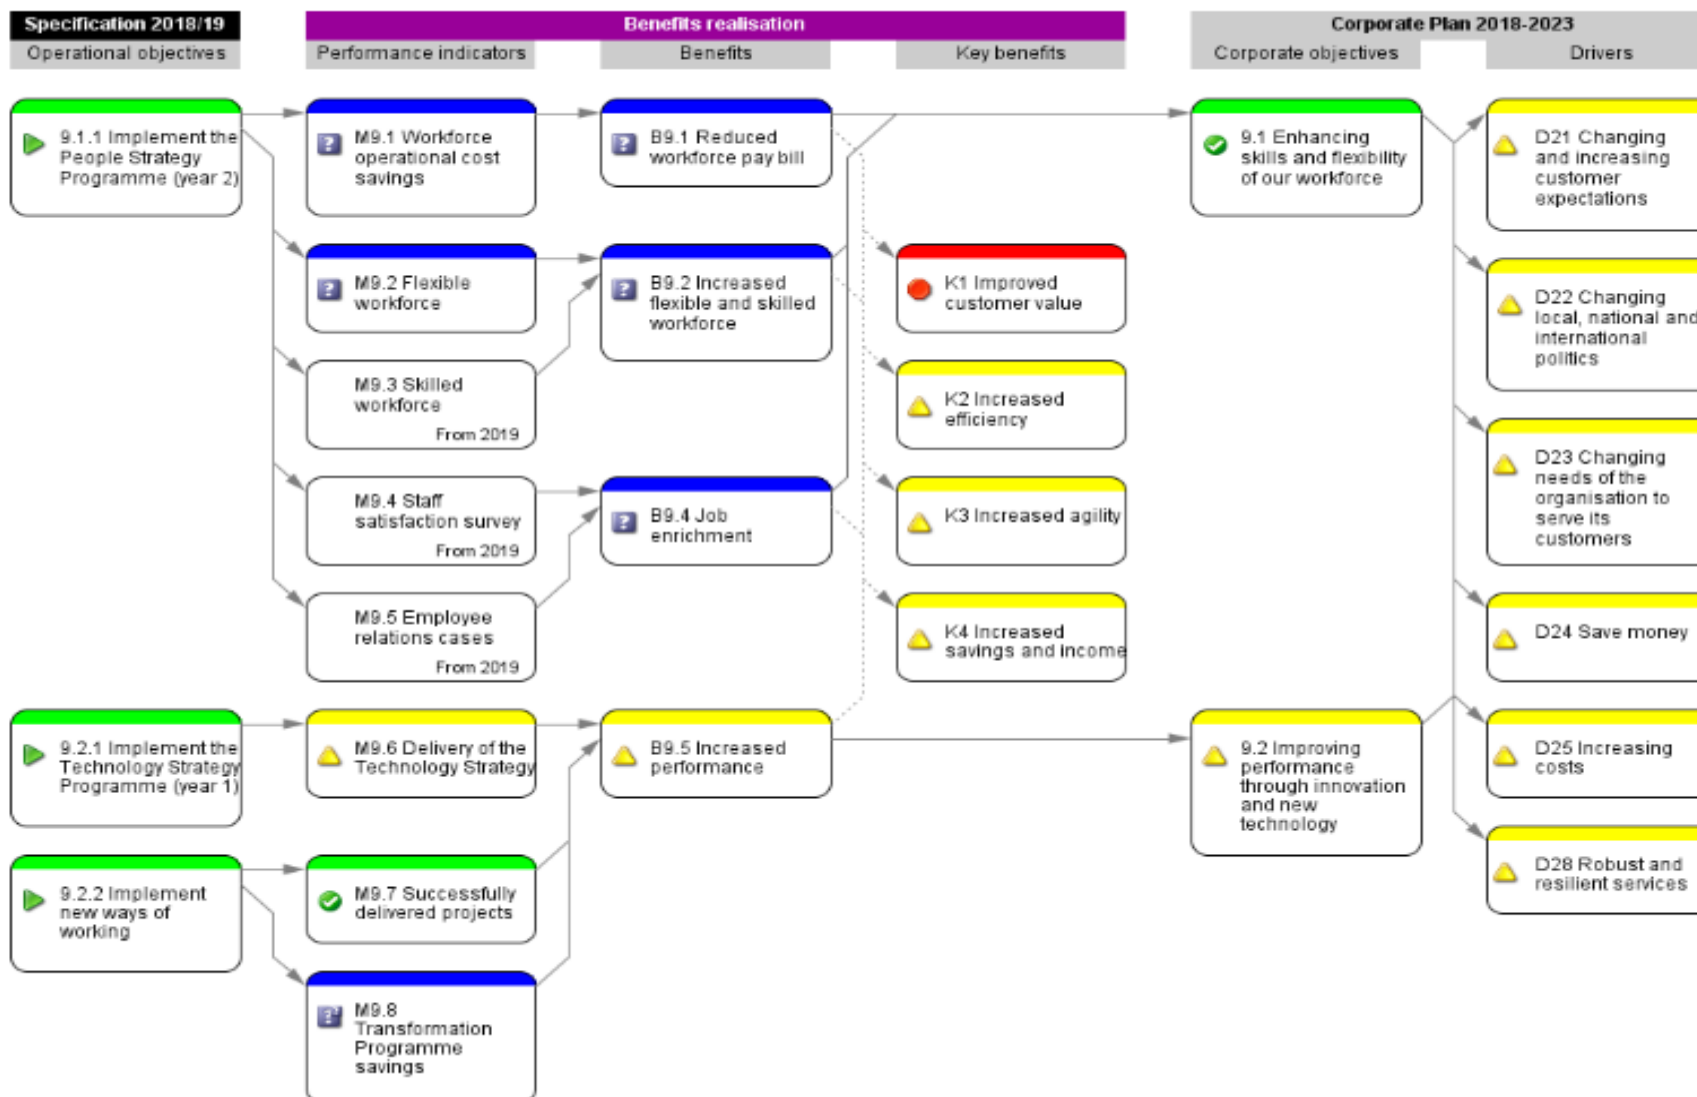 Specification 2018/19
Benefits realisation
Corporate Plan 2018-2023
Operational objectives
Performance indicators
Benefits
Key benefits
Corporate objectives
Drivers
9.1.1 Implement the
People Strategy
Programme (year 2)
M9.1 Workforce
operational cost
savings
B9.1 Reduced
workforce pay bill
9.1 Enhancing
skills and flexibility
of our workforce
D21 Changing
and increasing
customer
expectations
M9.2 Flexible
workforce
B9.2 Increased
flexible and skilled
workforce
K1 Improved
customer value
D22 Changing
local, national and
international
politics
M9.3 Skilled
workforce
From 2019
K2 Increased
efficiency
D23 Changing
needs of the
organisation to
serve its
customers
M9.4 Staff
satisfaction survey
From 2019
B9.4 Job
enrichment
K3 Increased agility
M9.5 Employee
relations cases
From 2019
K4 Increased
savings and income
D24 Save money
9.2.1 Implement the
Technology Strategy
Programme (year 1)
M9.6 Delivery of the
Technology Strategy
B9.5 Increased
performance
9.2 Improving
performance
through innovation
and new
technology
D25 Increasing
costs
9.2.2 Implement
new ways of
working
M9.7 Successfully
delivered projects
D28 Robust and
resilient services
M9.8
Transformation
Programme
savings